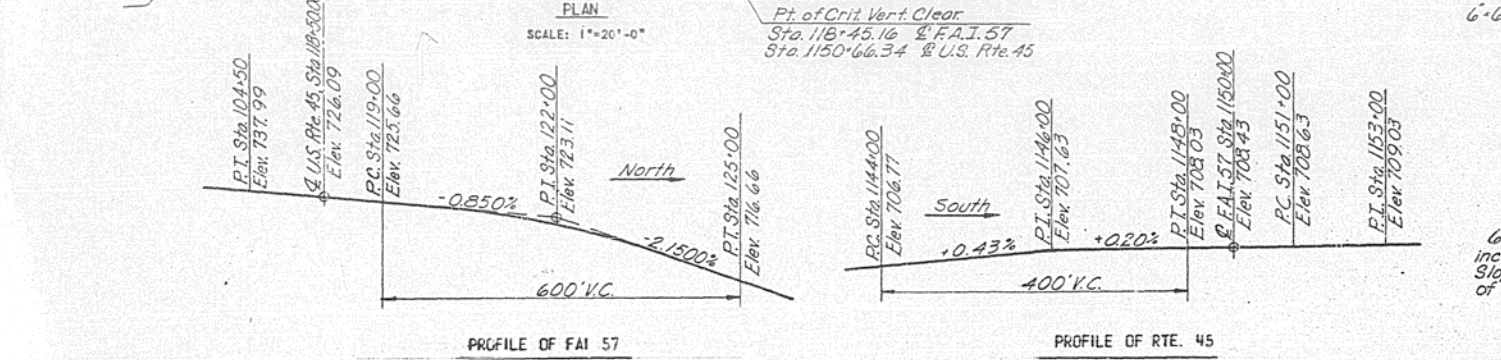 PLAN
SCALE: 1"=20'-0"
Pt. of Crit. Vert. Clear.
Sta. 118+45.16 ℄ F.A.I. 57
Sta. 1150+66.34 ℄ U.S. Rte. 45
P.T. Sta. 104+50
Elev. 737.99
℄ U.S. Rte. 45, Sta. 118+500
Elev. 726.09
P.C. Sta. 119+00
Elev. 725.66
P.I. Sta. 122+00
Elev. 723.11
P.T. Sta. 125+00
Elev. 716.66
North
-0.850%
-2.1500%
600' V.C.
PROFILE OF FAI 57
P.C. Sta. 1144+00
Elev. 706.77
P.I. Sta. 1146+00
Elev. 707.63
P.T. Sta. 1148+00
Elev. 708.03
℄ F.A.I. 57 Sta. 1150+00
Elev. 708.43
P.C. Sta. 1151+00
Elev. 708.63
P.I. Sta. 1153+00
Elev. 709.03
South
+0.43%
+0.20%
400' V.C.
PROFILE OF RTE. 45
of